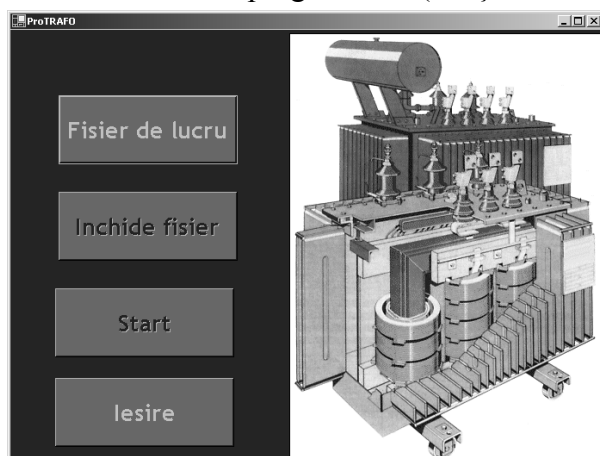 ProTRAFO
Fisier de lucru
Inchide fisier
Start
Iesire